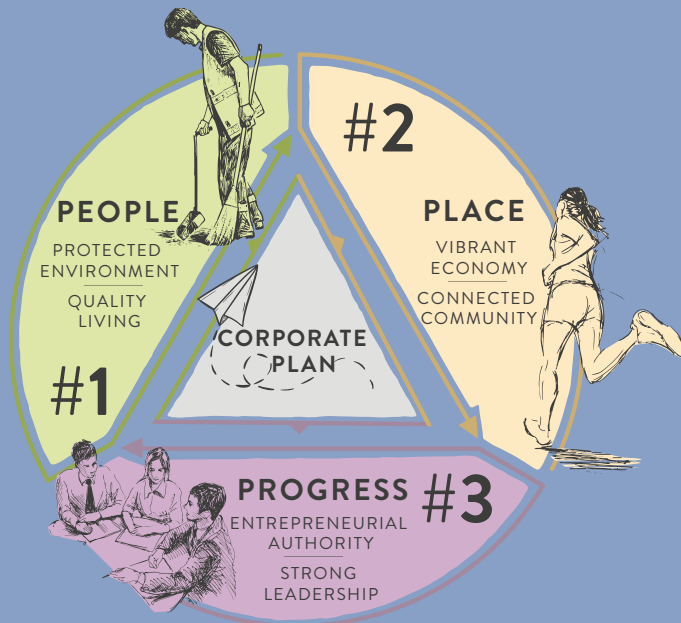 PEOPLE
PROTECTED
ENVIRONMENT
QUALITY
LIVING
#1
#2
PLACE
VIBRANT
ECONOMY
CONNECTED
COMMUNITY
CORPORATE
PLAN
PROGRESS
#3
ENTREPRENEURIAL
AUTHORITY
STRONG
LEADERSHIP